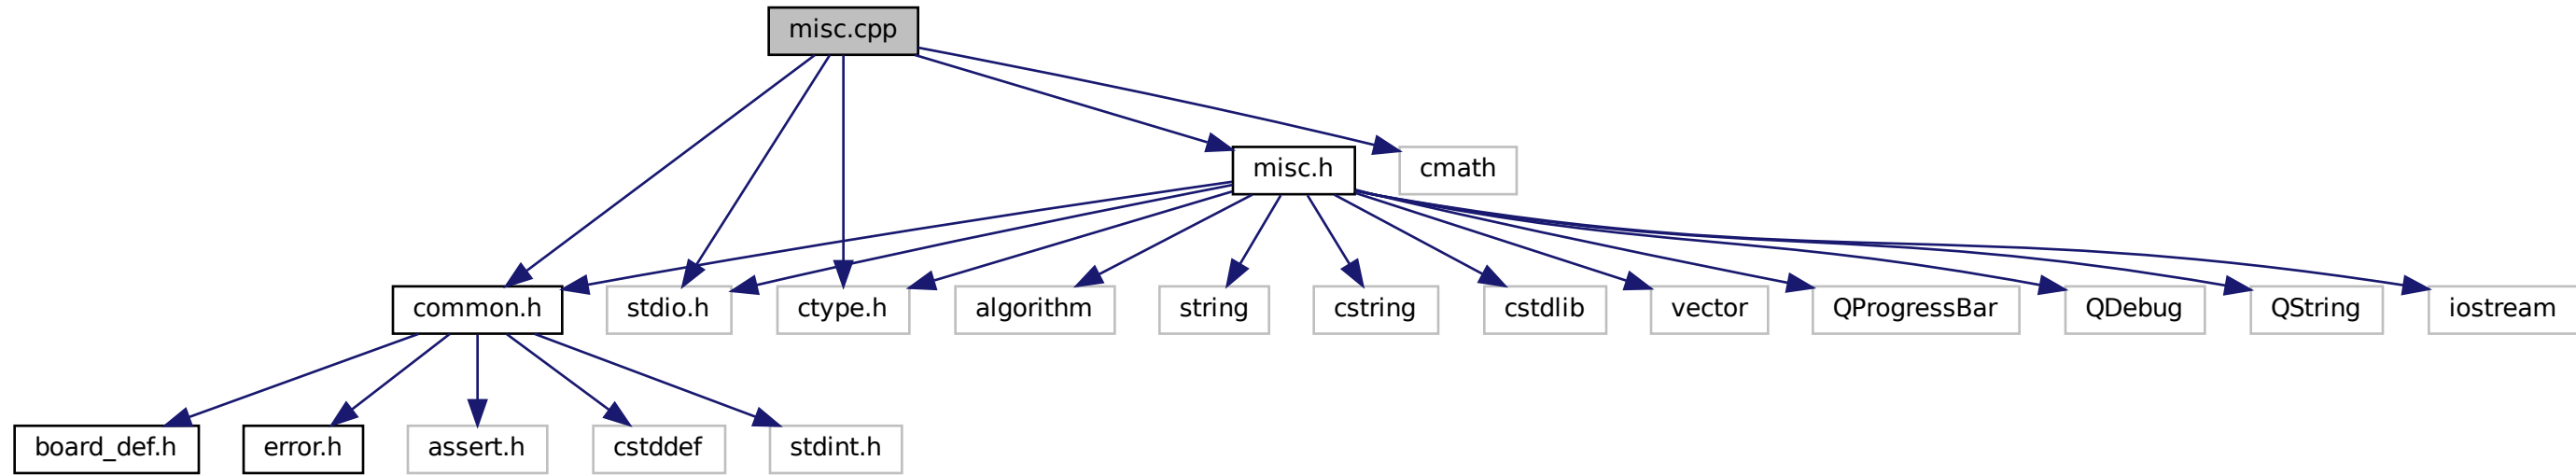 misc.cpp
misc.h
cmath
common.h
stdio.h
ctype.h
algorithm
string
cstring
cstdlib
vector
QProgressBar
QDebug
QString
iostream
board_def.h
error.h
assert.h
cstddef
stdint.h